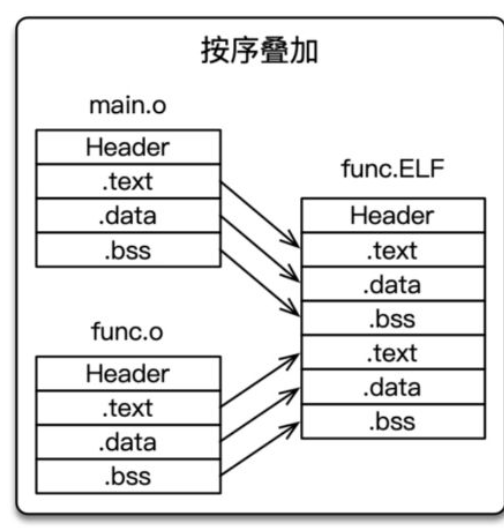 按序叠加
main.o
Header
.text
.data
.bss
func.o
Header
.text
.data
.bss
func.ELF
Header
.text
.data
.bss
.text
.data
.bss